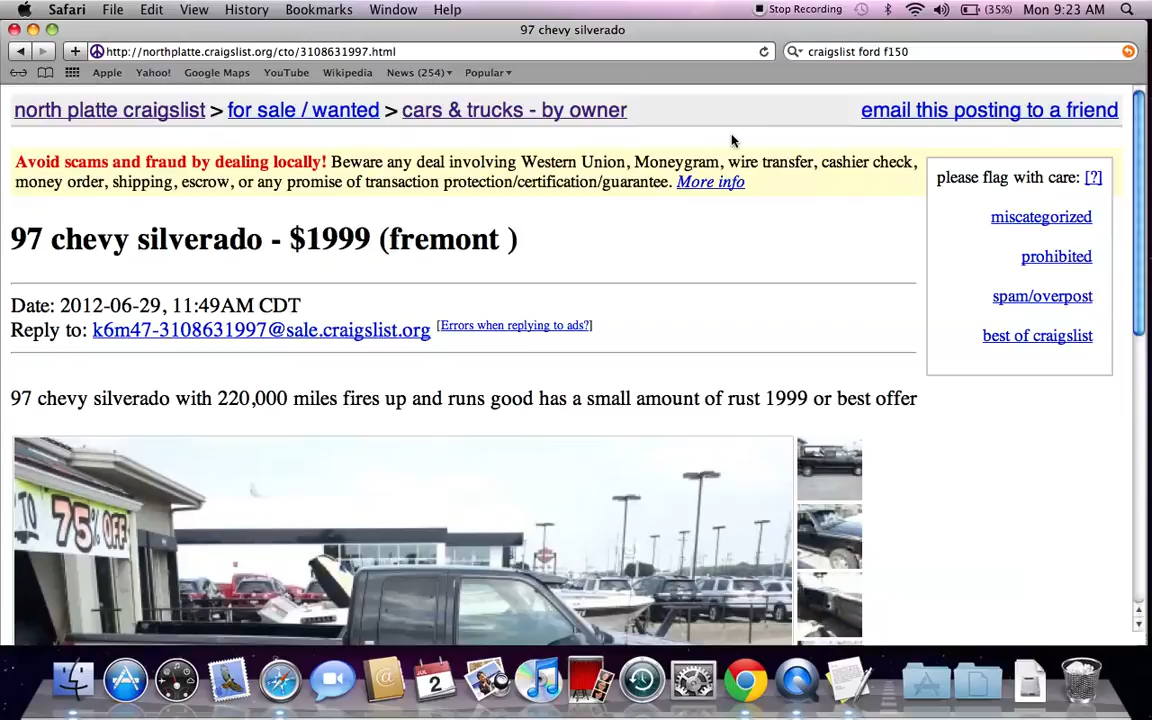 Safari File Edit View History Bookmarks Window Help Stop Recording (35%) Mon 9:23 AM
97 chevy silverado
http://northplatte.craigslist.org/cto/3108631997.html craigslist ford f150
Apple Yahoo! Google Maps YouTube Wikipedia News (254) Popular
north platte craigslist > for sale / wanted > cars & trucks - by owner email this posting to a friend
Avoid scams and fraud by dealing locally! Beware any deal involving Western Union, Moneygram, wire transfer, cashier check,
money order, shipping, escrow, or any promise of transaction protection/certification/guarantee. More info
please flag with care: [?]
miscategorized
prohibited
spam/overpost
best of craigslist
97 chevy silverado - $1999 (fremont )
Date: 2012-06-29, 11:49AM CDT
Reply to: k6m47-3108631997@sale.craigslist.org [Errors when replying to ads?]
97 chevy silverado with 220,000 miles fires up and runs good has a small amount of rust 1999 or best offer
TO 75% OFF
JUL
2